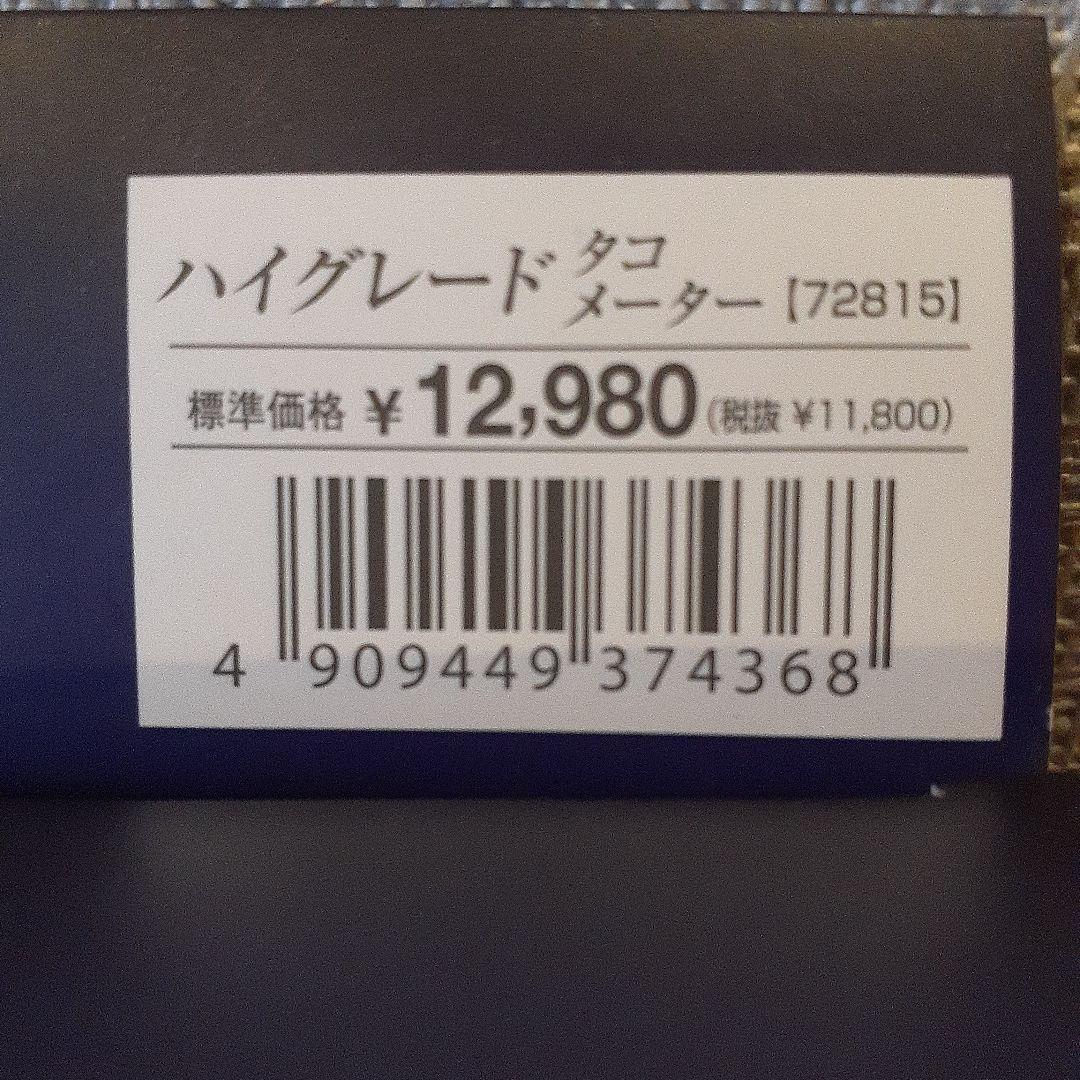 ハイグレード タコ
メーター 【72815】
標準価格 ¥12,980 (税抜 ¥11,800)
4 909449 374368